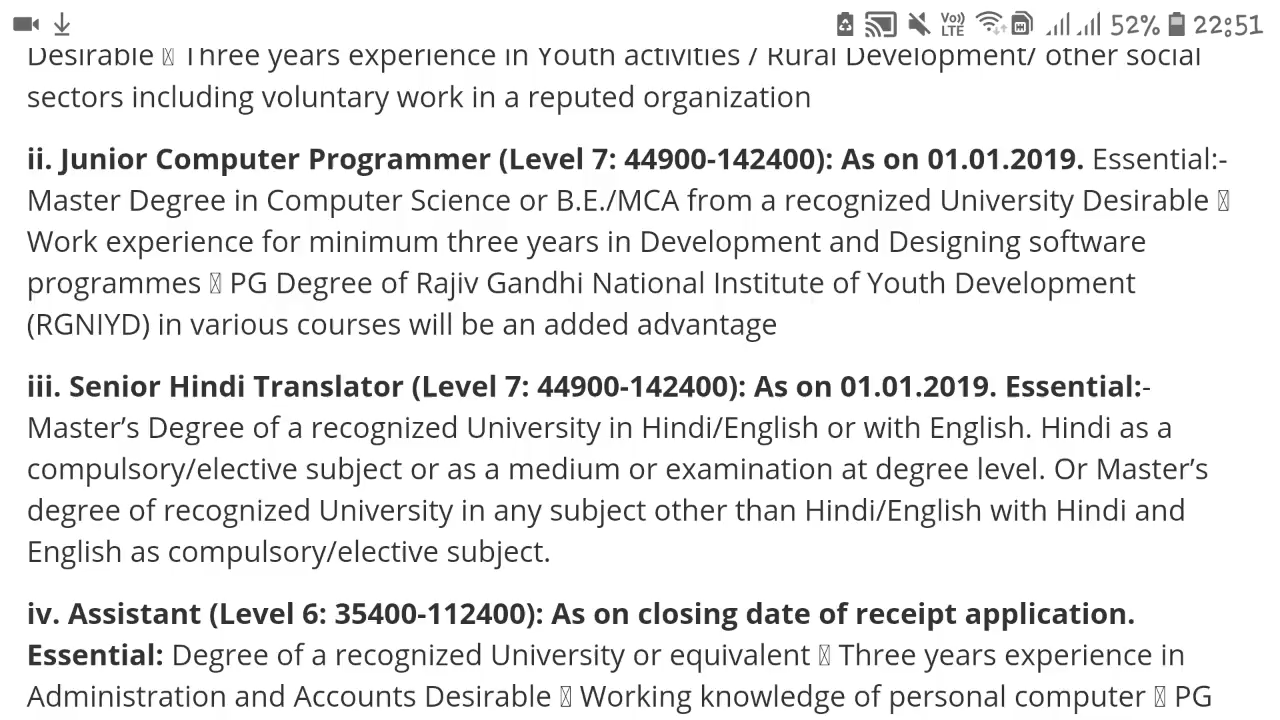 Vo)) LTE 52% 22:51
Desirable Three years experience in Youth activities / Rural Development/ other social
sectors including voluntary work in a reputed organization
ii. Junior Computer Programmer (Level 7: 44900-142400): As on 01.01.2019. Essential:-
Master Degree in Computer Science or B.E./MCA from a recognized University Desirable
Work experience for minimum three years in Development and Designing software
programmes PG Degree of Rajiv Gandhi National Institute of Youth Development
(RGNIYD) in various courses will be an added advantage
iii. Senior Hindi Translator (Level 7: 44900-142400): As on 01.01.2019. Essential:-
Master’s Degree of a recognized University in Hindi/English or with English. Hindi as a
compulsory/elective subject or as a medium or examination at degree level. Or Master’s
degree of recognized University in any subject other than Hindi/English with Hindi and
English as compulsory/elective subject.
iv. Assistant (Level 6: 35400-112400): As on closing date of receipt application.
Essential: Degree of a recognized University or equivalent Three years experience in
Administration and Accounts Desirable Working knowledge of personal computer PG